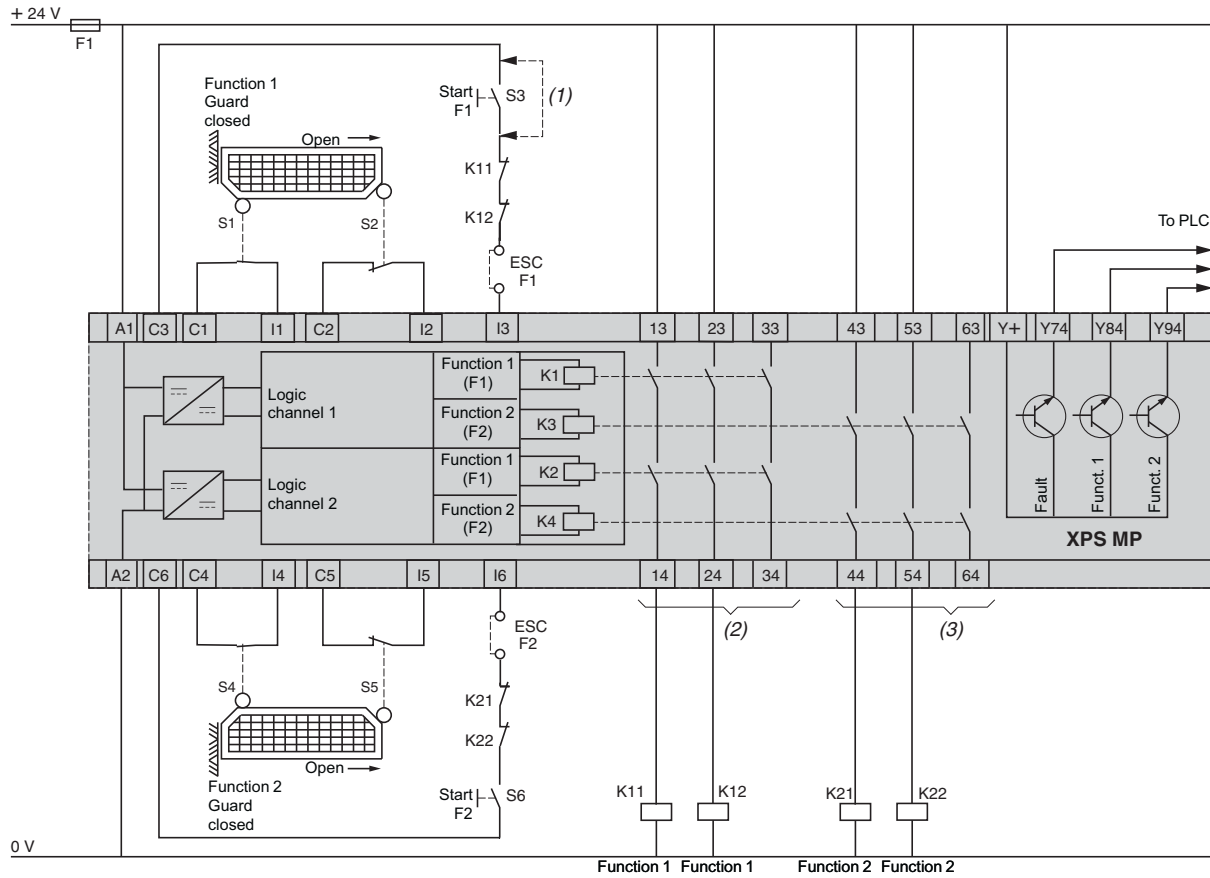 + 24 V
F1
Function 1
Guard
closed
Open
S1
S2
Start
F1
S3
(1)
K11
K12
ESC
F1
To PLC
A1 C3 C1 I1 C2 I2 I3 13 23 33 43 53 63 Y+ Y74 Y84 Y94
Logic
channel 1
Function 1
(F1)
K1
Function 2
(F2)
K3
Logic
channel 2
Function 1
(F1)
K2
Function 2
(F2)
K4
Fault
Funct. 1
Funct. 2
XPS MP
A2 C6 C4 I4 C5 I5 I6 14 24 34 44 54 64
(2)
(3)
ESC
F2
S4
S5
K21
K22
Open
Function 2
Guard
closed
Start
F2
S6
K11
K12
K21
K22
0 V
Function 1 Function 1 Function 2 Function 2